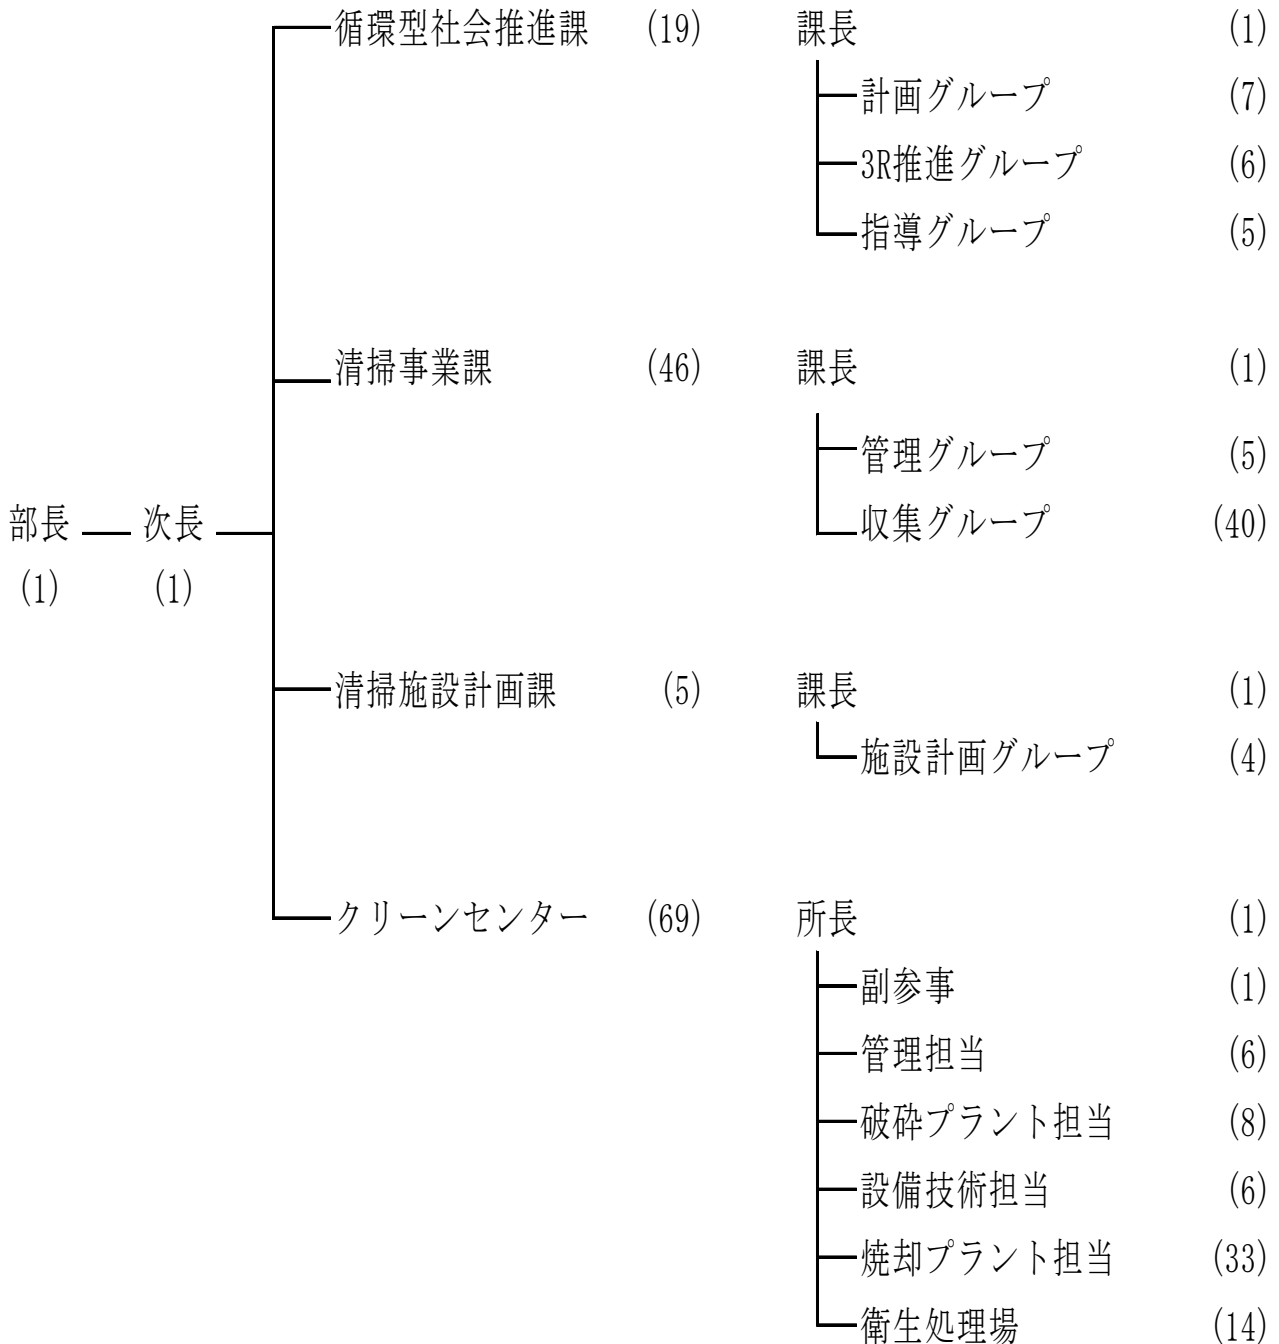 循環型社会推進課 (19) 課長 (1)
計画グループ (7)
3R推進グループ (6)
指導グループ (5)
清掃事業課 (46) 課長 (1)
管理グループ (5)
部長 次長 収集グループ (40)
(1) (1)
清掃施設計画課 (5) 課長 (1)
施設計画グループ (4)
クリーンセンター (69) 所長 (1)
副参事 (1)
管理担当 (6)
破砕プラント担当 (8)
設備技術担当 (6)
焼却プラント担当 (33)
衛生処理場 (14)